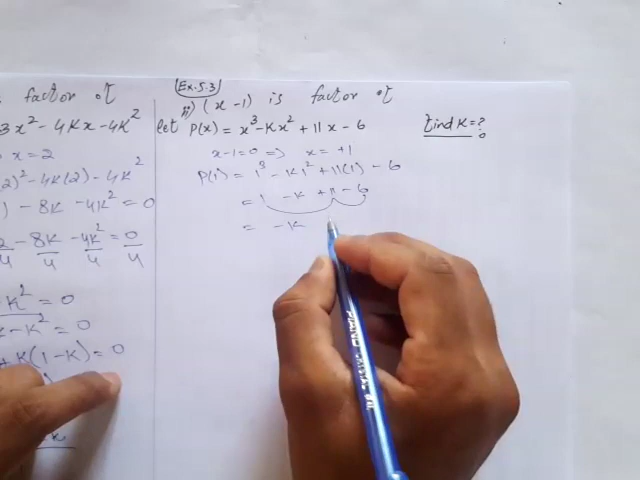 factor of
3x² - 4Kx - 4K²
x = 2
2)² - 4K(2) - 4K²
) - 8K - 4K² = 0
- 8K/4 - 4K²/4 = 0/4
K² = 0
- K² = 0
+ K(1 - K) = 0
Ex.5.3
ii) (x - 1) is factor of
let P(x) = x³ - Kx² + 11x - 6
Find K = ?
x - 1 = 0 => x = +1
P(1) = 1³ - K1² + 11(1) - 6
= 1 - K + 11 - 6
= - K
PIANO